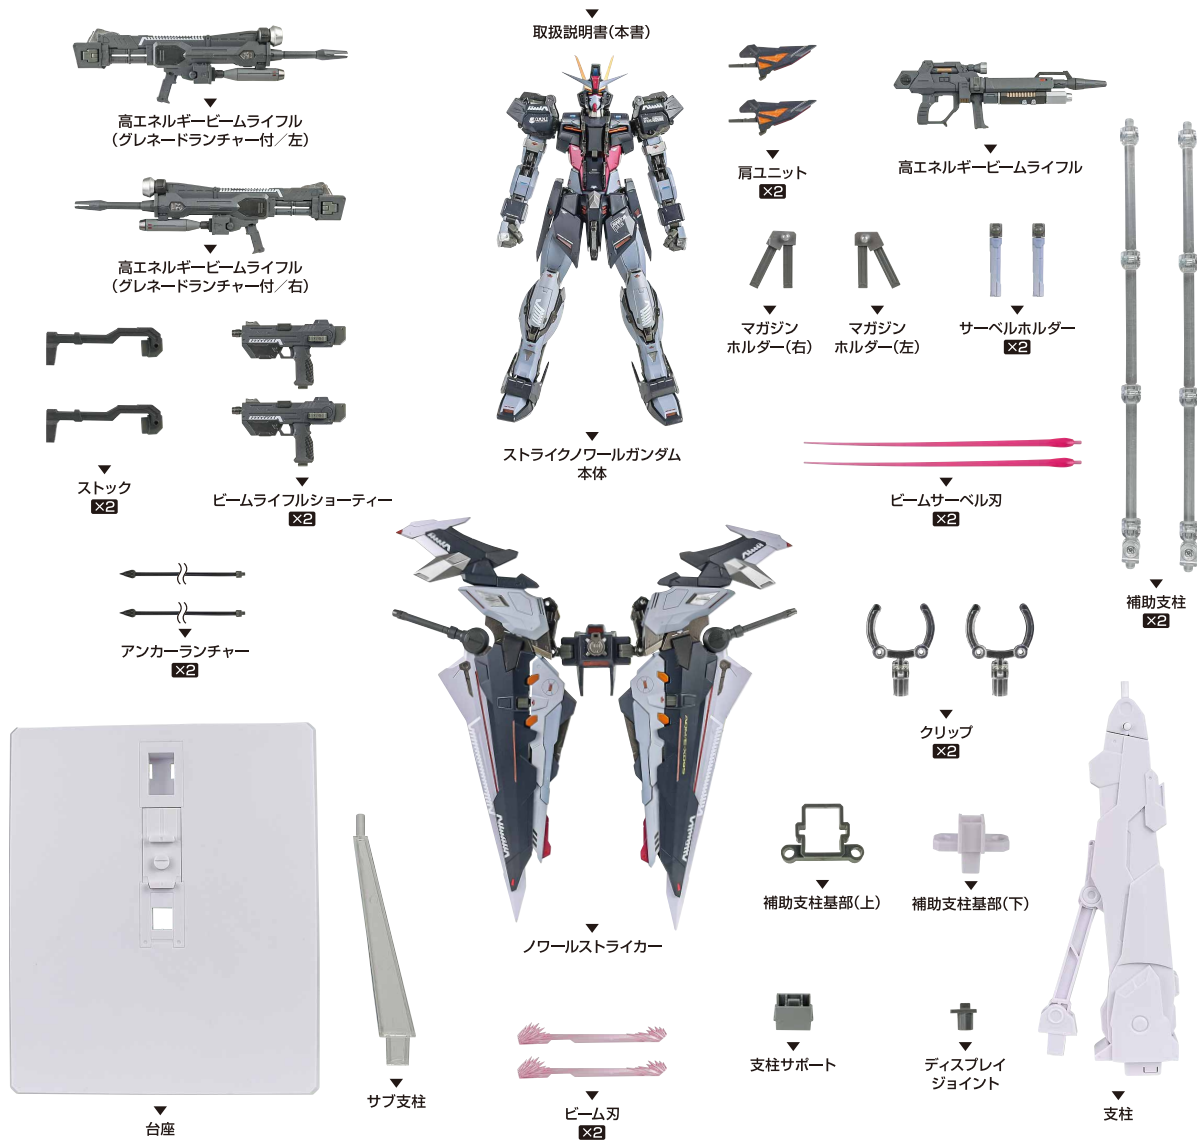 取扱説明書(本書)
高エネルギービームライフル
(グレネードランチャー付/左)
高エネルギービームライフル
(グレネードランチャー付/右)
肩ユニット
×2
高エネルギービームライフル
マガジン
ホルダー(右)
マガジン
ホルダー(左)
サーベルホルダー
×2
ストック
×2
ビームライフルショーティー
×2
ストライクノワールガンダム
本体
ビームサーベル刃
×2
補助支柱
×2
アンカーランチャー
×2
クリップ
×2
補助支柱基部(上)
補助支柱基部(下)
ノワールストライカー
支柱サポート
ディスプレイ
ジョイント
サブ支柱
ビーム刃
×2
支柱
台座